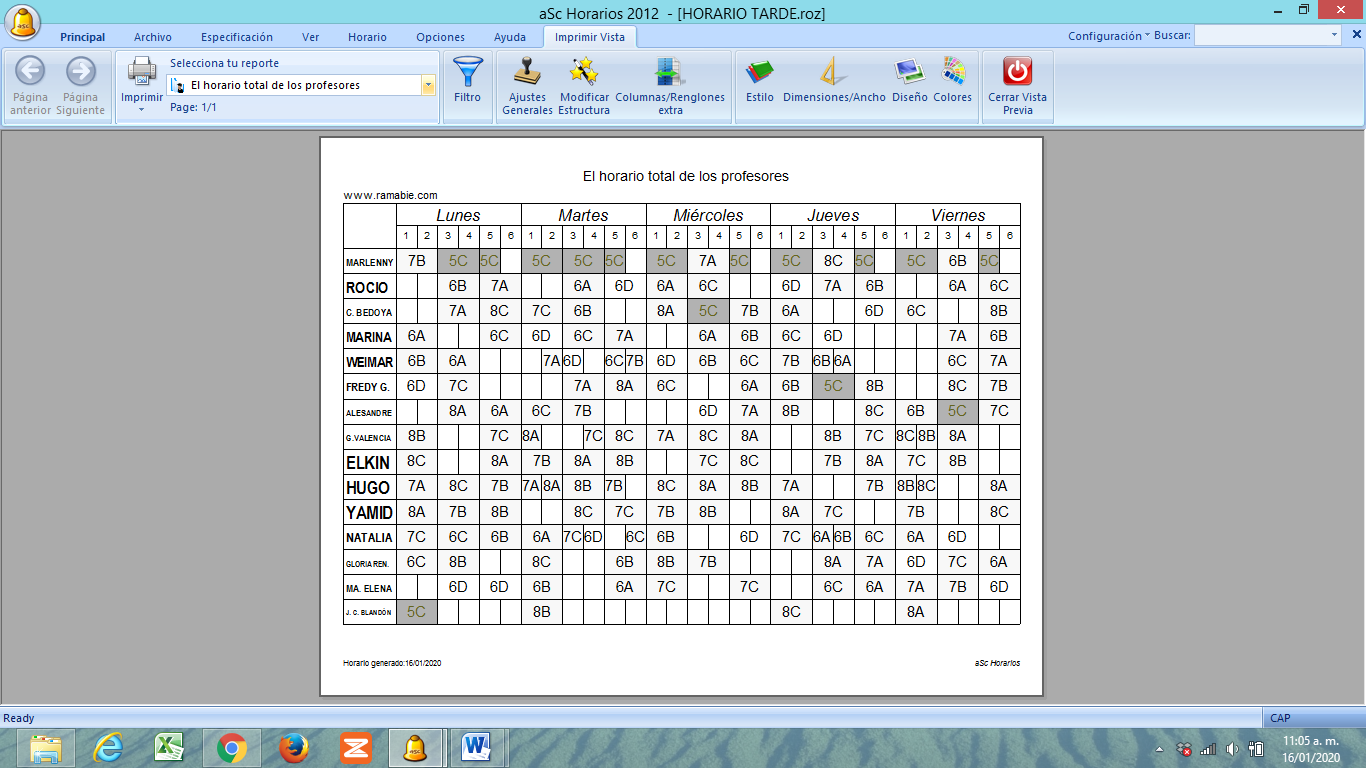 aSc Horarios 2012 - [HORARIO TARDE.roz]
Principal Archivo Especificación Ver Horario Opciones Ayuda Imprimir Vista Configuración Buscar:
Selecciona tu reporte
El horario total de los profesores
Page: 1/1
Página anterior
Página Siguiente
Imprimir
Filtro
Ajustes Generales
Modificar Estructura
Columnas/Renglones extra
Estilo
Dimensiones/Ancho
Diseño
Colores
Cerrar Vista Previa
El horario total de los profesores
www.ramabie.com
Lunes Martes Miércoles Jueves Viernes
1 2 3 4 5 6 1 2 3 4 5 6 1 2 3 4 5 6 1 2 3 4 5 6 1 2 3 4 5 6
MARLENNY 7B 5C 5C 5C 5C 5C 5C 7A 5C 5C 8C 5C 5C 6B 5C
ROCIO 6B 7A 6A 6D 6A 6C 6D 7A 6B 6A 6C
C. BEDOYA 7A 8C 7C 6B 8A 5C 7B 6A 6D 6C 8B
MARINA 6A 6C 6D 6C 7A 6A 6B 6C 6D 7A 6B
WEIMAR 6B 6A 7A 6D 6C 7B 6D 6B 6C 7B 6B 6A 6C 7A
FREDY G. 6D 7C 7A 8A 6C 6A 6B 5C 8B 8C 7B
ALESANDRE 8A 6A 6C 7B 6D 7A 8B 8C 6B 5C 7C
G.VALENCIA 8B 7C 8A 7C 8C 7A 8C 8A 8B 7C 8C 8B 8A
ELKIN 8C 8A 7B 8A 8B 7C 8C 7B 8A 7C 8B
HUGO 7A 8C 7B 7A 8A 8B 7B 8C 8A 8B 7A 7B 8B 8C 8A
YAMID 8A 7B 8B 8C 7C 7B 8B 8A 7C 7B 8C
NATALIA 7C 6C 6B 6A 7C 6D 6C 6B 6D 7C 6A 6B 6C 6A 6D
GLORIA REN. 6C 8B 8C 6B 8B 7B 8A 7A 6D 7C 6A
MA. ELENA 6D 6D 6B 6A 7C 7C 6C 6A 7A 7B 6D
J. C. BLANDÓN 5C 8B 8C 8A
Horario generado:16/01/2020 aSc Horarios
Ready CAP
11:05 a. m.
16/01/2020